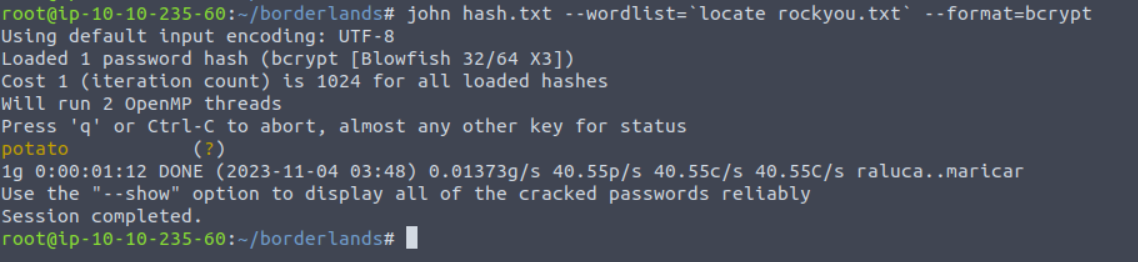 root@ip-10-10-235-60:~/borderlands# john hash.txt --wordlist=`locate rockyou.txt` --format=bcrypt
Using default input encoding: UTF-8
Loaded 1 password hash (bcrypt [Blowfish 32/64 X3])
Cost 1 (iteration count) is 1024 for all loaded hashes
Will run 2 OpenMP threads
Press 'q' or Ctrl-C to abort, almost any other key for status
potato           (?)
1g 0:00:01:12 DONE (2023-11-04 03:48) 0.01373g/s 40.55p/s 40.55c/s 40.55C/s raluca..maricar
Use the "--show" option to display all of the cracked passwords reliably
Session completed.
root@ip-10-10-235-60:~/borderlands#